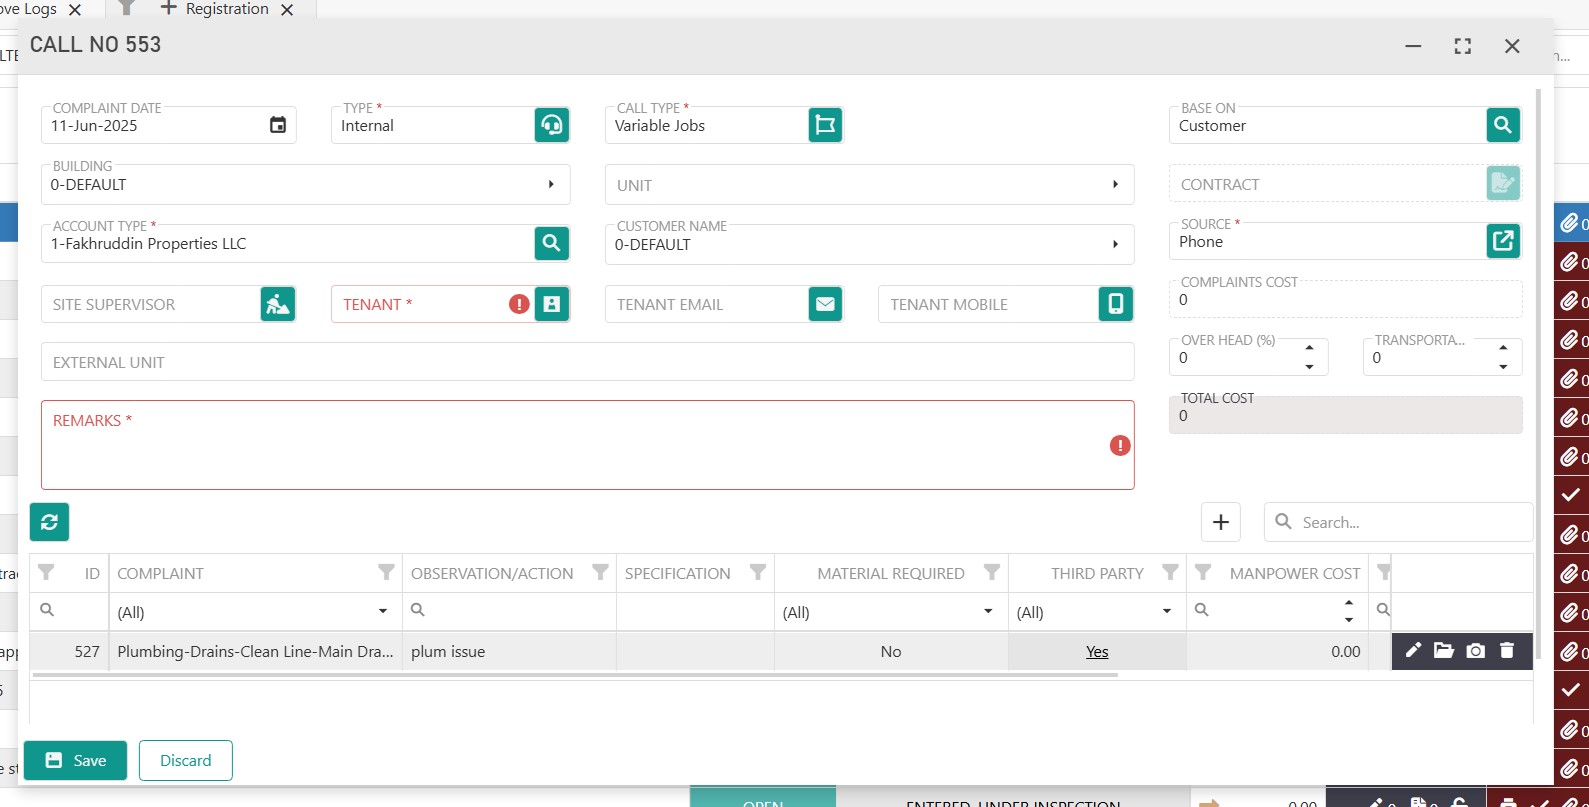 ove Logs
Registration
CALL NO 553
COMPLAINT DATE
11-Jun-2025
TYPE *
Internal
CALL TYPE *
Variable Jobs
BASE ON
Customer
BUILDING
0-DEFAULT
UNIT
CONTRACT
ACCOUNT TYPE *
1-Fakhruddin Properties LLC
CUSTOMER NAME
0-DEFAULT
SOURCE *
Phone
SITE SUPERVISOR
TENANT *
TENANT EMAIL
TENANT MOBILE
COMPLAINTS COST
0
EXTERNAL UNIT
OVER HEAD (%)
0
TRANSPORTA...
0
REMARKS *
TOTAL COST
0
Search...
ID COMPLAINT OBSERVATION/ACTION SPECIFICATION MATERIAL REQUIRED THIRD PARTY MANPOWER COST
(All) (All) (All)
527 Plumbing-Drains-Clean Line-Main Dra... plum issue No Yes 0.00
Save Discard
OPEN ENTERED, UNDER INSPECTION 0.00